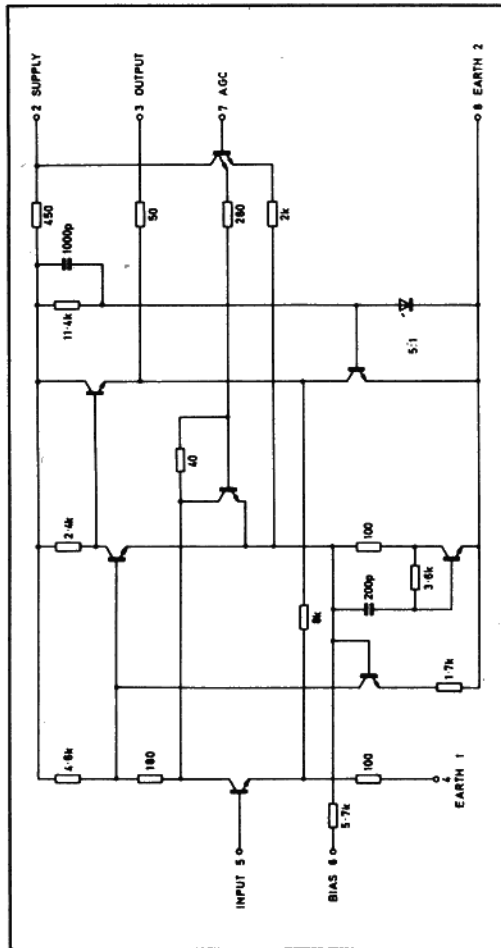 2 SUPPLY
450
4·6k
2·4k
11·4k
1000p
3 OUTPUT
50
180
40
7 AGC
INPUT 5
280
2k
8k
BIAS 6
5·7k
100
200p
100
5:1
3·6k
4
EARTH 1
1·7k
8 EARTH 2